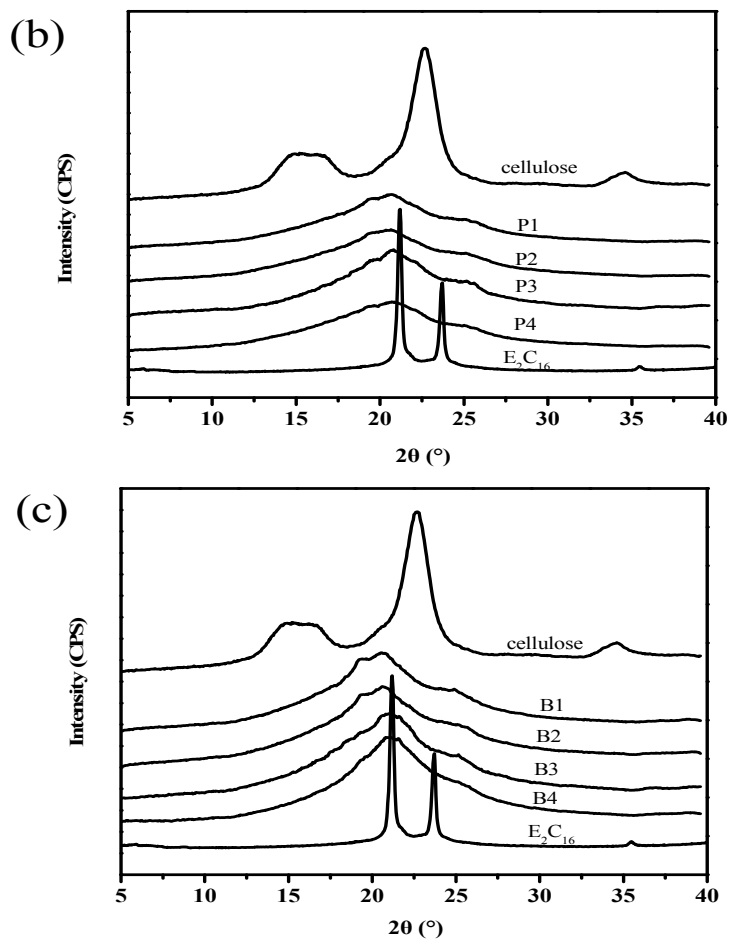 (b)
Intensity (CPS)
cellulose
P1
P2
P3
P4
E₂C₁₆
5 10 15 20 25 30 35 40
2θ (°)
(c)
Intensity (CPS)
cellulose
B1
B2
B3
B4
E₂C₁₆
5 10 15 20 25 30 35 40
2θ (°)